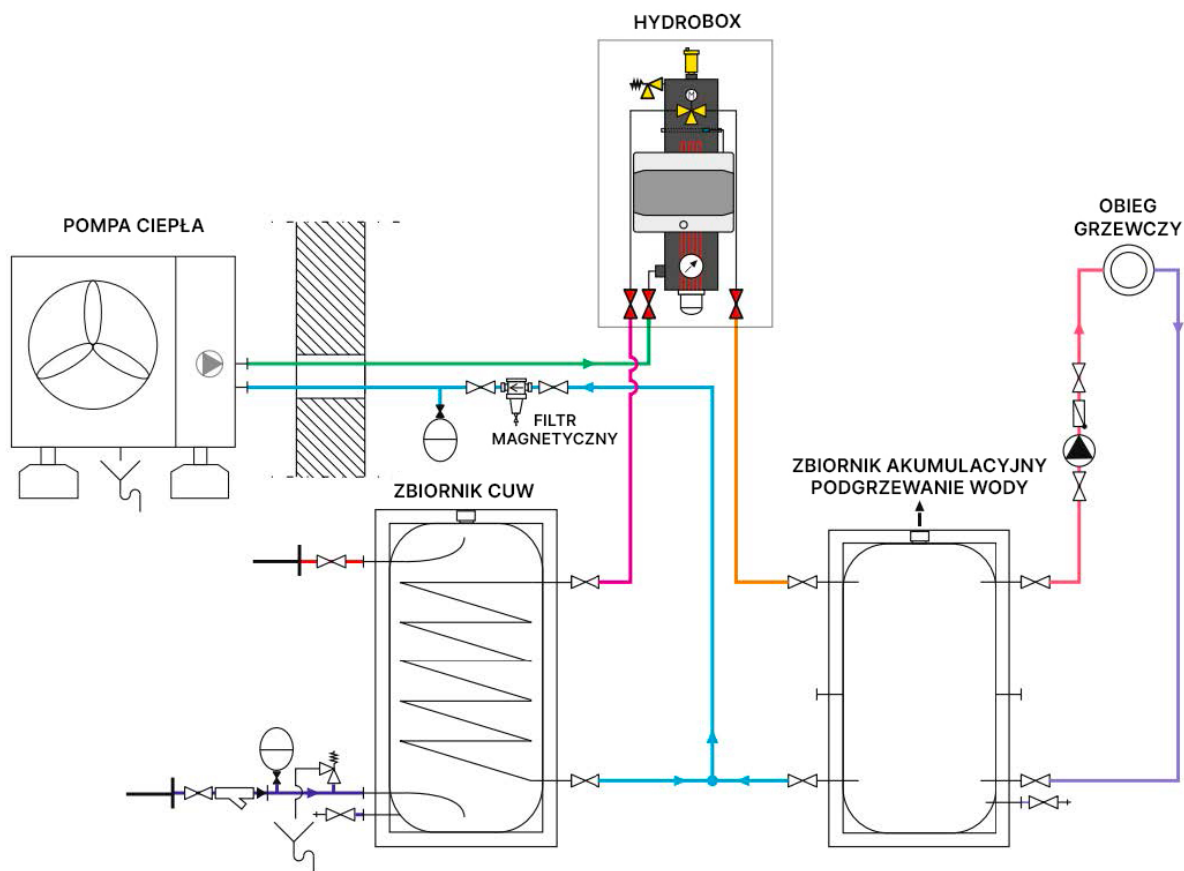 HYDROBOX
M
POMPA CIEPŁA
OBIEG
GRZEWCZY
FILTR
MAGNETYCZNY
ZBIORNIK CUW
ZBIORNIK AKUMULACYJNY
PODGRZEWANIE WODY